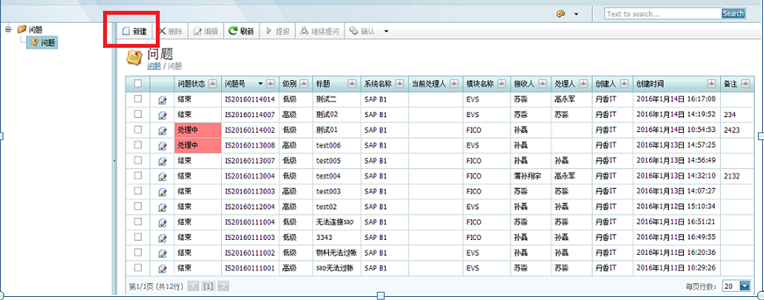 Text to search... Search
问题
问题
新建 删除 编辑 刷新 提报 继续提问 确认
问题
问题 / 问题
问题状态 问题号 级别 标题 系统名称 当前处理人 模块名称 接收人 处理人 创建人 创建时间 备注
结束 IS20160114014 低级 测试二 SAP B1 EVS 苏淼 高永军 丹香IT 2016年1月14日 16:17:08
结束 IS20160114007 高级 测试02 SAP B1 EVS 苏淼 苏淼 丹香IT 2016年1月14日 14:19:52 234
处理中 IS20160114002 低级 测试01 SAP B1 FICO 孙磊 丹香IT 2016年1月14日 10:54:53 2423
处理中 IS20160113008 高级 test006 SAP B1 EVS 孙磊 丹香IT 2016年1月13日 14:57:25
结束 IS20160113007 低级 test005 SAP B1 FICO 孙磊 孙磊 丹香IT 2016年1月13日 14:56:49
结束 IS20160113004 低级 test004 SAP B1 FICO 蒲孙翔宇 高永军 丹香IT 2016年1月13日 14:32:10 2132
结束 IS20160113003 高级 test003 SAP B1 FICO 苏淼 苏淼 丹香IT 2016年1月13日 14:07:27
结束 IS20160112004 高级 test02 SAP B1 EVS 孙磊 孙磊 丹香IT 2016年1月12日 15:10:34
结束 IS20160111004 低级 无法连接sap SAP B1 FICO 苏淼 苏淼 丹香IT 2016年1月11日 16:51:21
结束 IS20160111003 低级 3343 SAP B1 FICO 孙磊 孙磊 丹香IT 2016年1月11日 16:49:55
结束 IS20160111002 低级 物料无法过帐 SAP B1 EVS 孙磊 孙磊 丹香IT 2016年1月11日 16:20:36
结束 IS20160111001 高级 sap无法过帐 SAP B1 EVS 孙磊 孙磊 丹香IT 2016年1月11日 10:29:26
第1/1页 (共12行) [1] 每页行数: 20